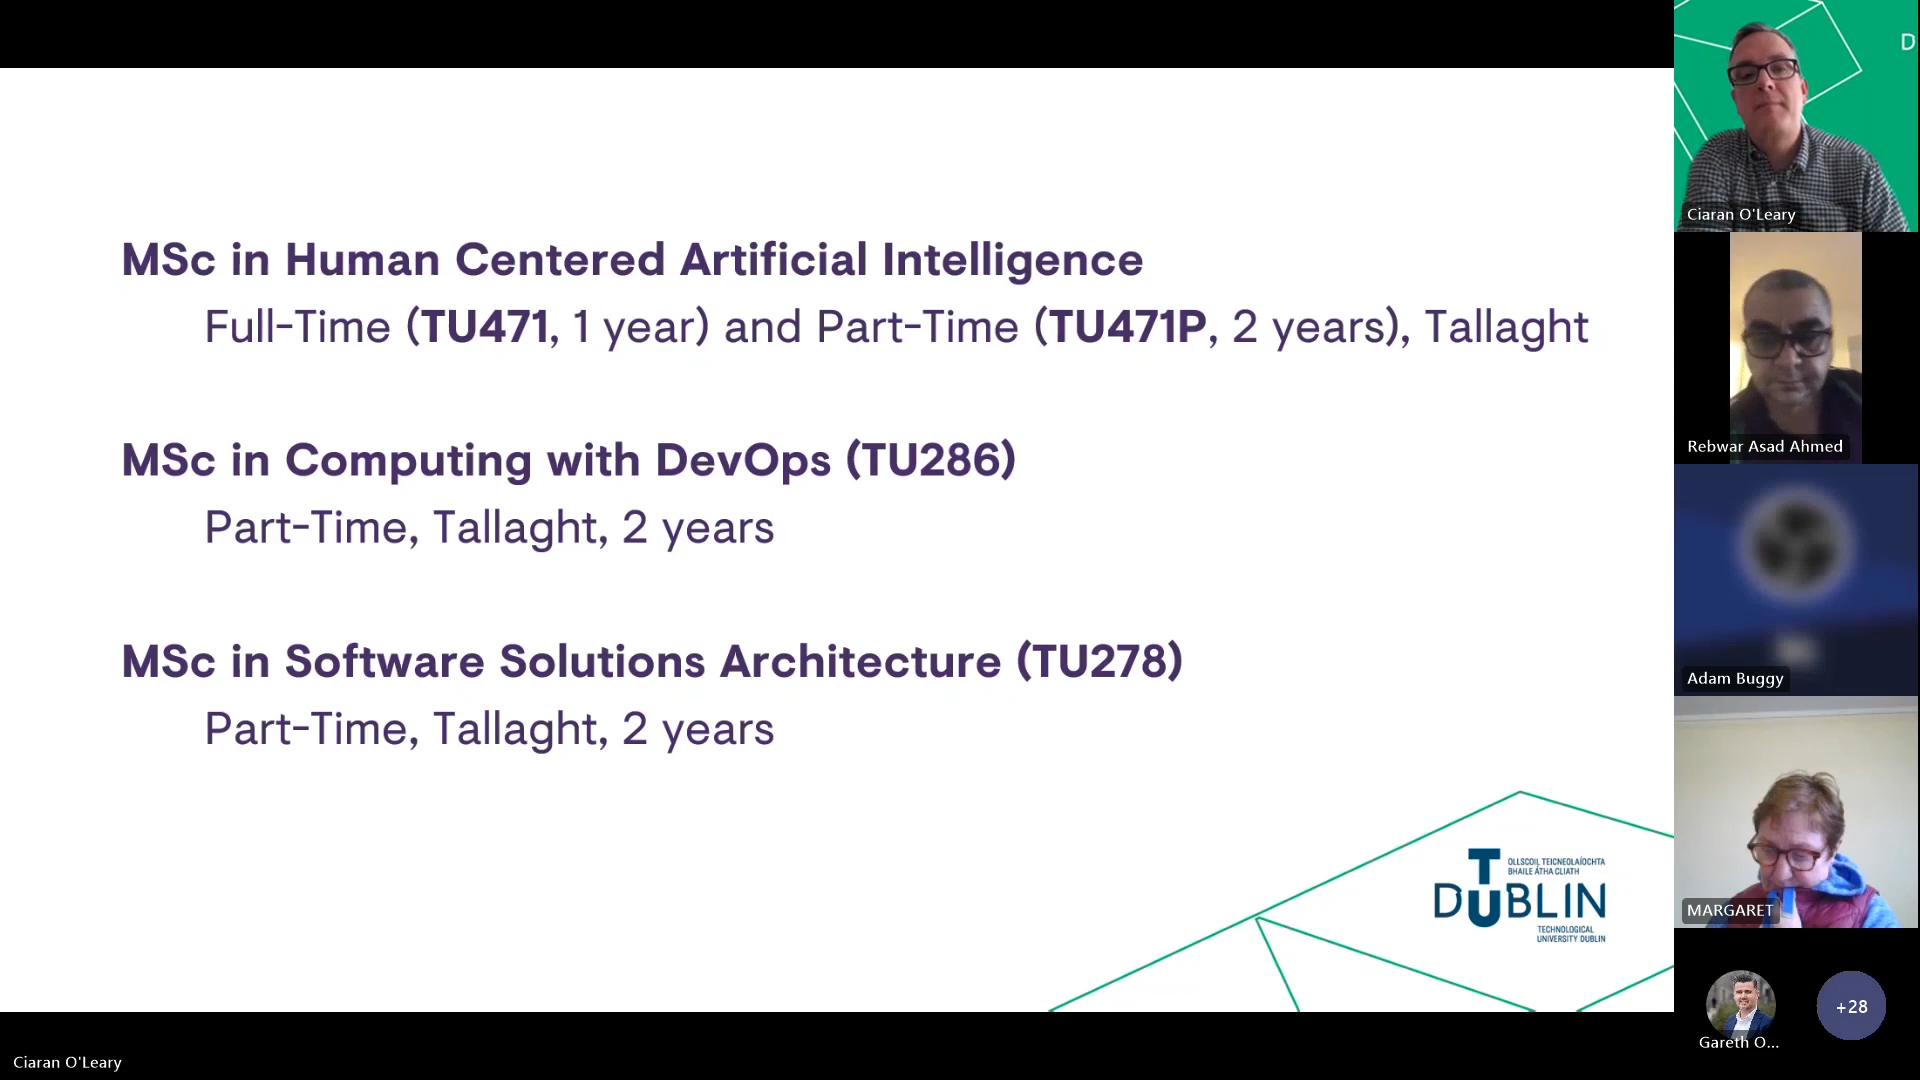 MSc in Human Centered Artificial Intelligence
Full-Time (TU471, 1 year) and Part-Time (TU471P, 2 years), Tallaght
MSc in Computing with DevOps (TU286)
Part-Time, Tallaght, 2 years
MSc in Software Solutions Architecture (TU278)
Part-Time, Tallaght, 2 years
OLLSCOIL TEICNEOLAÍOCHTA
BHAILE ÁTHA CLIATH
TU DUBLIN
TECHNOLOGICAL
UNIVERSITY DUBLIN
D
Ciaran O'Leary
Rebwar Asad Ahmed
Adam Buggy
MARGARET
Gareth O...
+28
Ciaran O'Leary